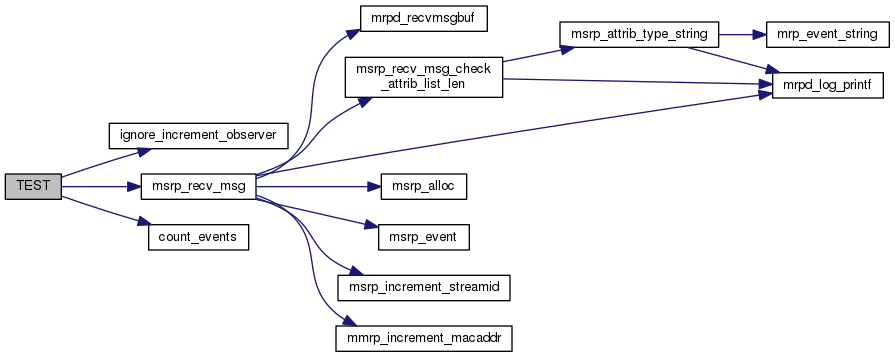 TEST
ignore_increment_observer
msrp_recv_msg
count_events
mrpd_recvmsgbuf
msrp_recv_msg_check
_attrib_list_len
msrp_alloc
msrp_event
msrp_increment_streamid
mmrp_increment_macaddr
msrp_attrib_type_string
mrp_event_string
mrpd_log_printf